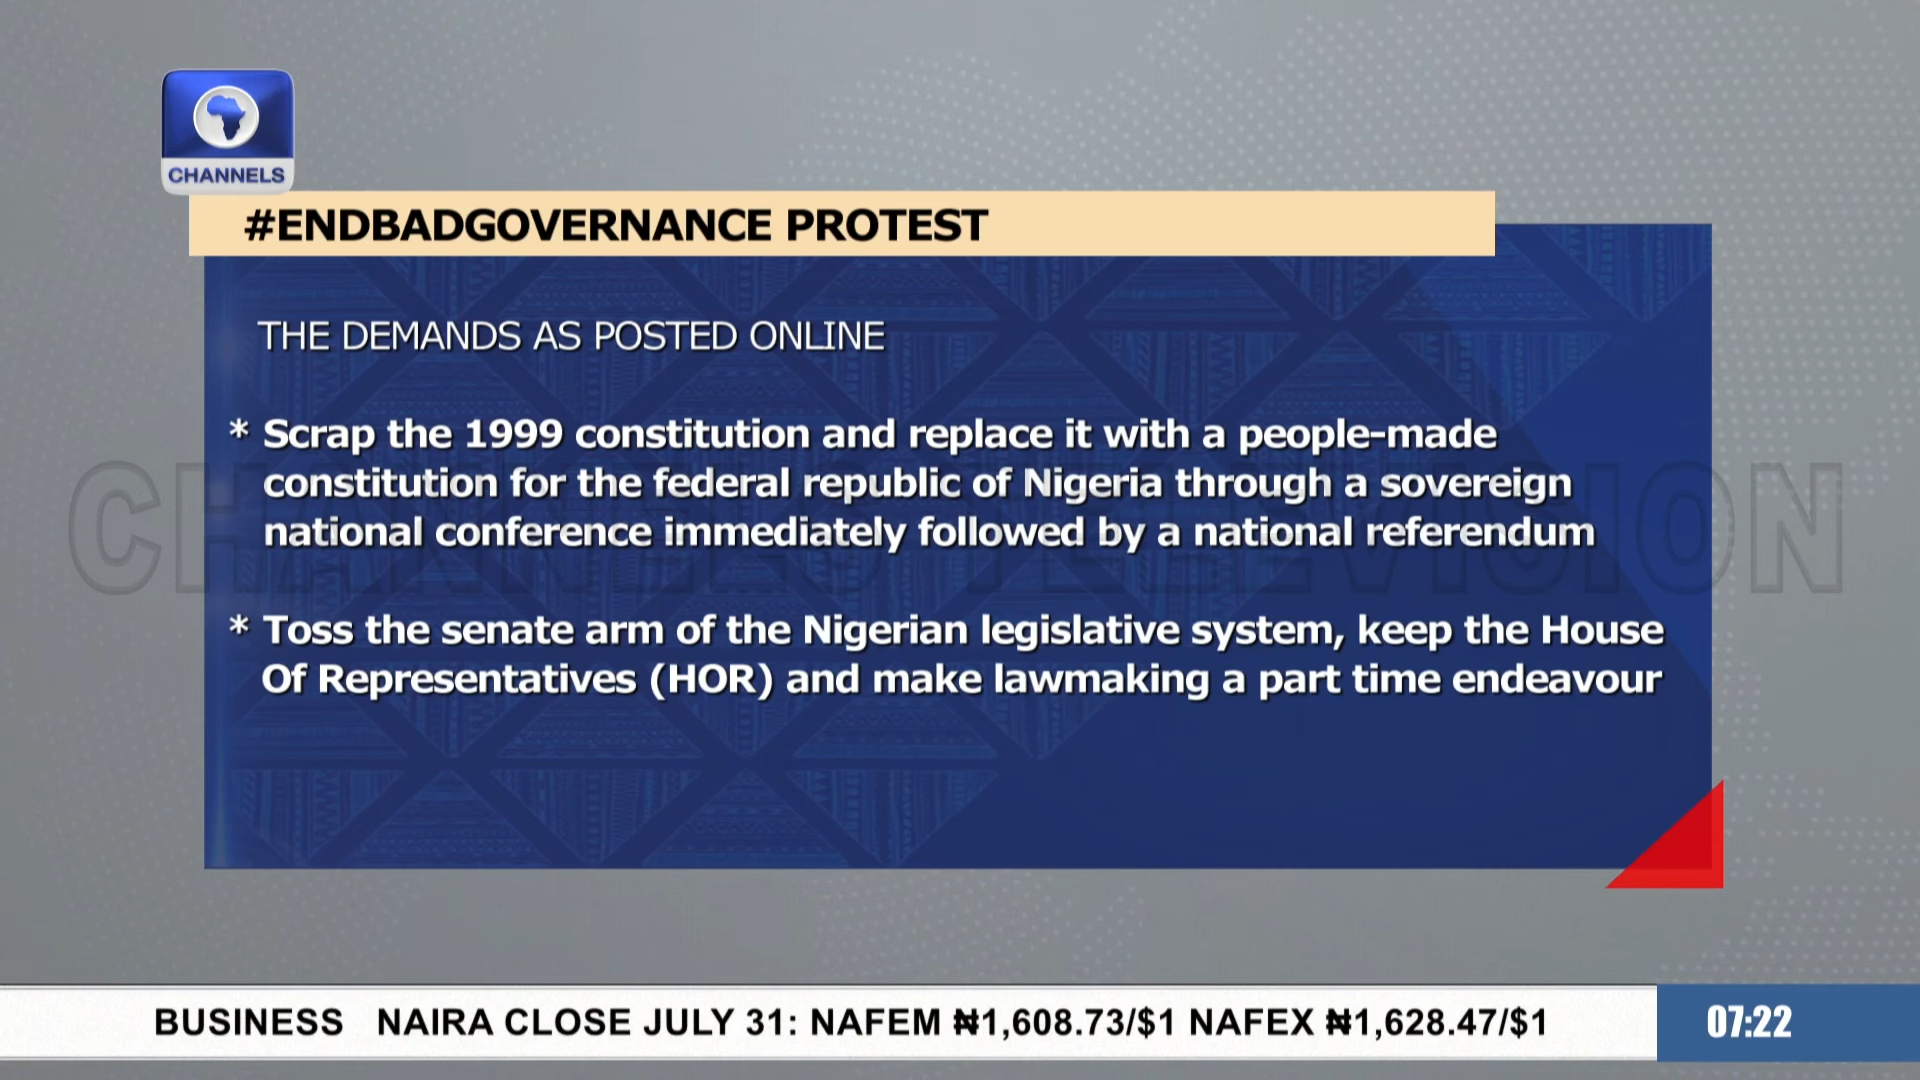 CHANNELS
#ENDBADGOVERNANCE PROTEST
THE DEMANDS AS POSTED ONLINE
* Scrap the 1999 constitution and replace it with a people-made
constitution for the federal republic of Nigeria through a sovereign
national conference immediately followed by a national referendum
* Toss the senate arm of the Nigerian legislative system, keep the House
Of Representatives (HOR) and make lawmaking a part time endeavour
CHANNELS TELEVISION
BUSINESS NAIRA CLOSE JULY 31: NAFEM ₦1,608.73/$1 NAFEX ₦1,628.47/$1
07:22